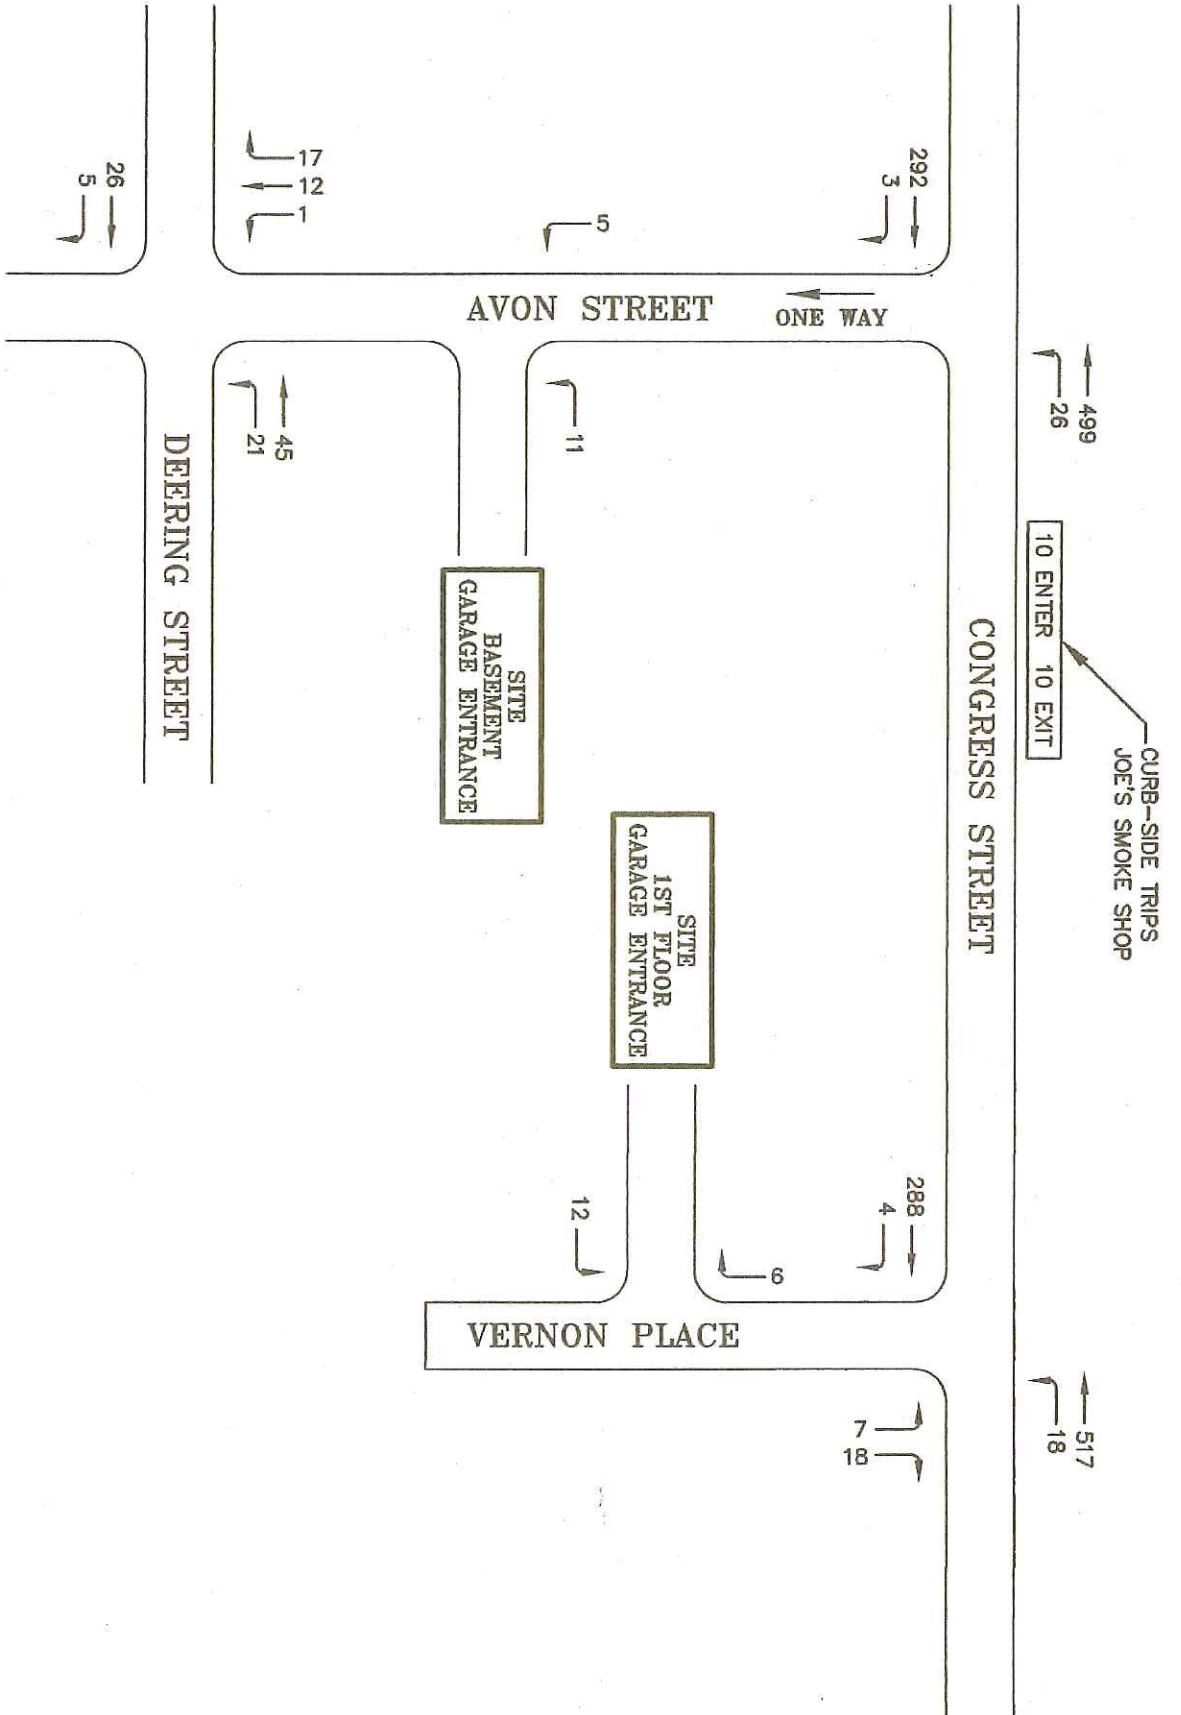 CURB-SIDE TRIPS
JOE'S SMOKE SHOP
499
26
10 ENTER 10 EXIT
517
18
CONGRESS STREET
292
3
288
4
7
18
ONE WAY
AVON STREET
5
11
6
12
VERNON PLACE
SITE
1ST FLOOR
GARAGE ENTRANCE
SITE
BASEMENT
GARAGE ENTRANCE
17
12
1
45
21
DEERING STREET
26
5